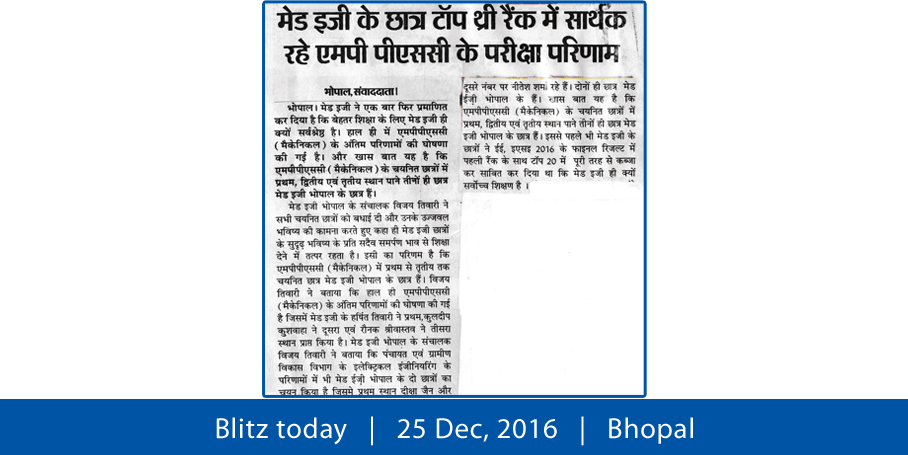 मेड इजी के छात्र टॉप थ्री रैंक में सार्थक
रहे एमपी पीएससी के परीक्षा परिणाम
भोपाल, संवाददाता।
भोपाल। मेड इजी ने एक बार फिर प्रमाणित
कर दिया है कि बेहतर शिक्षा के लिए मेड इजी ही
क्यों सर्वश्रेष्ठ है। हाल ही में एमपीपीएससी
(मैकेनिकल) के अंतिम परिणामों की घोषणा
की गई है। और खास बात यह है कि
एमपीपीएससी (मैकेनिकल) के चयनित छात्रों में
प्रथम, द्वितीय एवं तृतीय स्थान पाने तीनों ही छात्र
मेड इजी भोपाल के छात्र हैं।
मेड इजी भोपाल के संचालक विजय तिवारी ने
सभी चयनित छात्रों को बधाई दी और उनके उज्जवल
भविष्य की कामना करते हुए कहा ही मेड इजी छात्रों
के सुदृढ़ भविष्य के प्रति सदैव समर्पण भाव से शिक्षा
देने में तत्पर रहता है। इसी का परिणम है कि
एमपीपीएससी (मैकेनिकल) में प्रथम से तृतीय तक
चयनित छात्र मेड इजी भोपाल के छात्र हैं। विजय
तिवारी ने बताया कि हाल ही एमपीपीएससी
(मैकेनिकल) के अंतिम परिणामों की घोषणा की गई
है जिसमें मेड इजी के हर्षित तिवारी ने प्रथम,कुलदीप
कुशवाहा ने दूसरा एवं रौनक श्रीवास्तव ने तीसरा
स्थान प्राप्त किया है। मेड इजी भोपाल के संचालक
विजय तिवारी ने बताया कि पंचायत एवं ग्रामीण
विकास विभाग के इलेक्ट्रिकल इंजीनियरिंग के
परिणामों में भी मेड ईज़ी भोपाल के दो छात्रों का
चयन किया है जिसमे प्रथम स्थान दीक्षा जैन और
दूसरे नंबर पर नीतेश शर्मा रहे हैं। दोनों ही छात्र मेड
ईज़ी भोपाल के हैं। खास बात यह है कि
एमपीपीएससी (मैकेनिकल) के चयनित छात्रों में
प्रथम, द्वितीय एवं तृतीय स्थान पाने तीनों ही छात्र मेड
इजी भोपाल के छात्र हैं। इससे पहले भी मेड इजी के
छात्रों ने ईई, इएसइ 2016 के फाइनल रिजल्ट में
पहली रैंक के साथ टॉप 20 में पूरी तरह से कब्जा
कर साबित कर दिया था कि मेड इजी ही क्यों
सर्वोच्च शिक्षण है ।
Blitz today | 25 Dec, 2016 | Bhopal